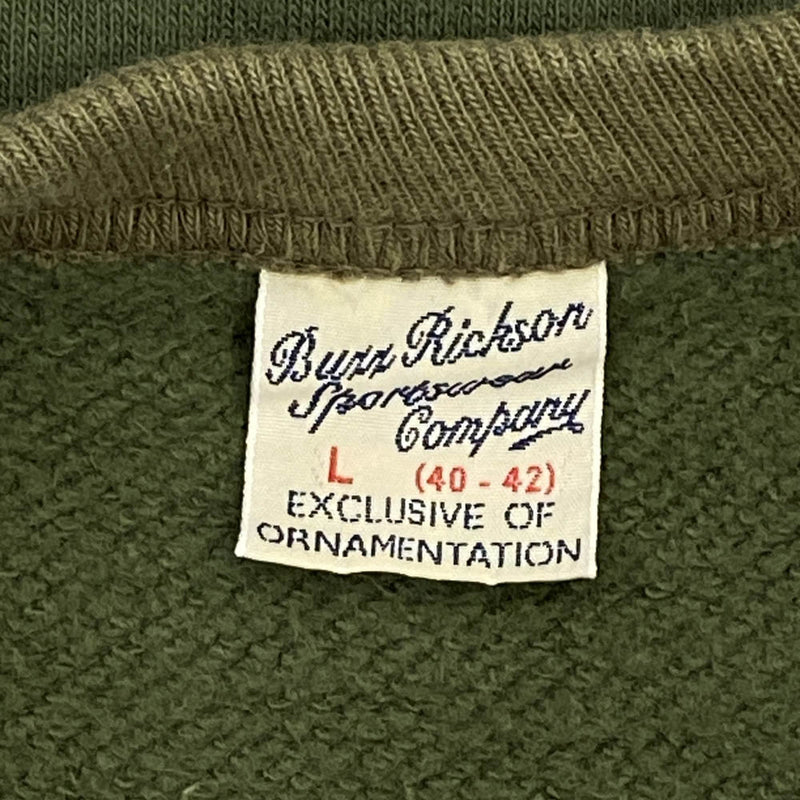 Buzz Rickson
Sportswear
Company
L (40 - 42)
EXCLUSIVE OF
ORNAMENTATION